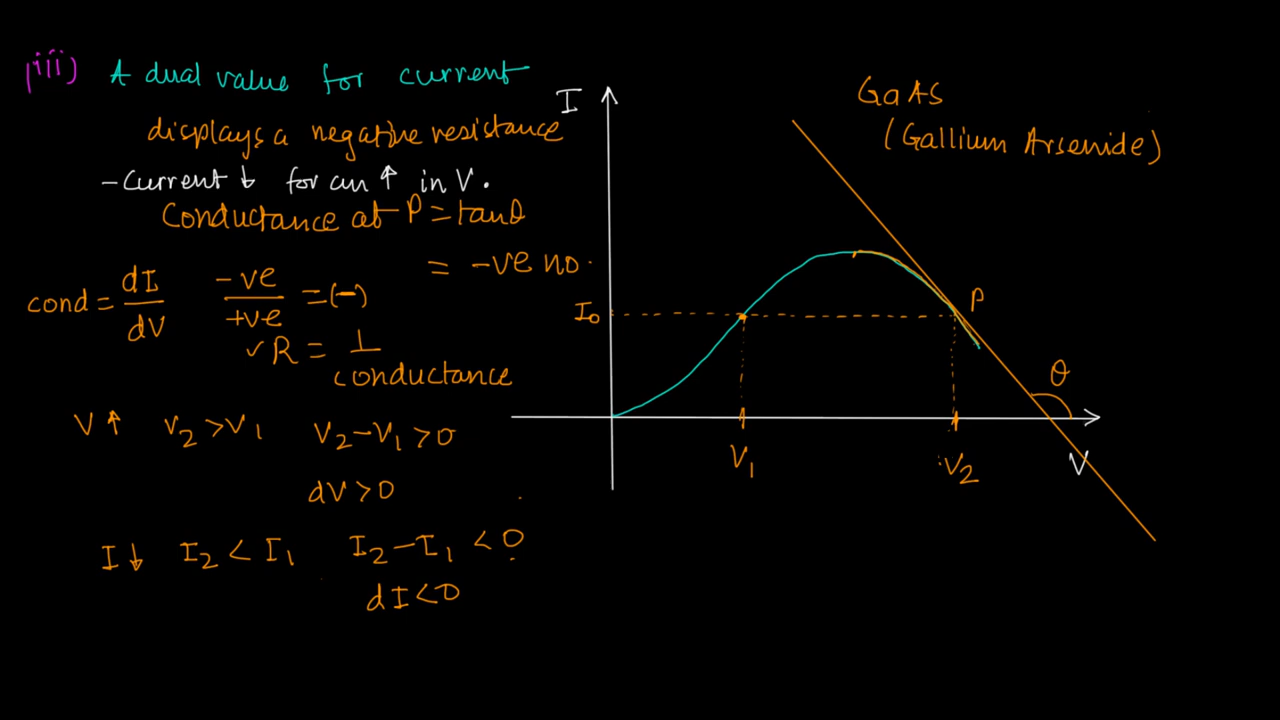 (iii) A dual value for current
displays a negative resistance
- Current ↓ for an ↑ in V.
Conductance at P = tanθ
= -ve no.
cond = dI/dV -ve/+ve = (-)
✓R = 1/conductance
V ↑ V₂ > V₁ V₂ - V₁ > 0
dV > 0
I ↓ I₂ < I₁ I₂ - I₁ < 0
dI < 0
GaAS
(Gallium Arsenide)
I
I₀
P
θ
V₁
V₂
V